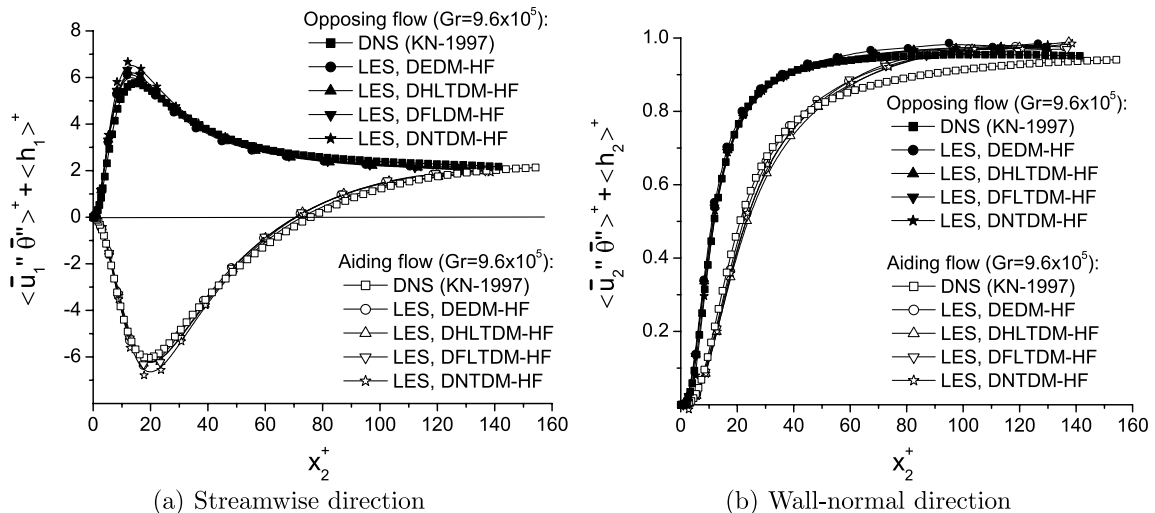 8
6
4
2
0
-2
-4
-6
<ū₁" θ̄">⁺ + <h₁>⁺
Opposing flow (Gr=9.6x10⁵):
DNS (KN-1997)
LES, DEDM-HF
LES, DHLTDM-HF
LES, DFLDM-HF
LES, DNTDM-HF
Aiding flow (Gr=9.6x10⁵):
DNS (KN-1997)
LES, DEDM-HF
LES, DHLTDM-HF
LES, DFLTDM-HF
LES, DNTDM-HF
0 20 40 60 80 100 120 140 160
x₂⁺
(a) Streamwise direction
1.0
0.8
0.6
0.4
0.2
<ū₂" θ̄">⁺ + <h₂>⁺
Opposing flow (Gr=9.6x10⁵):
DNS (KN-1997)
LES, DEDM-HF
LES, DHLTDM-HF
LES, DFLTDM-HF
LES, DNTDM-HF
Aiding flow (Gr=9.6x10⁵):
DNS (KN-1997)
LES, DEDM-HF
LES, DHLTDM-HF
LES, DFLTDM-HF
LES, DNTDM-HF
0 20 40 60 80 100 120 140 160
x₂⁺
(b) Wall-normal direction